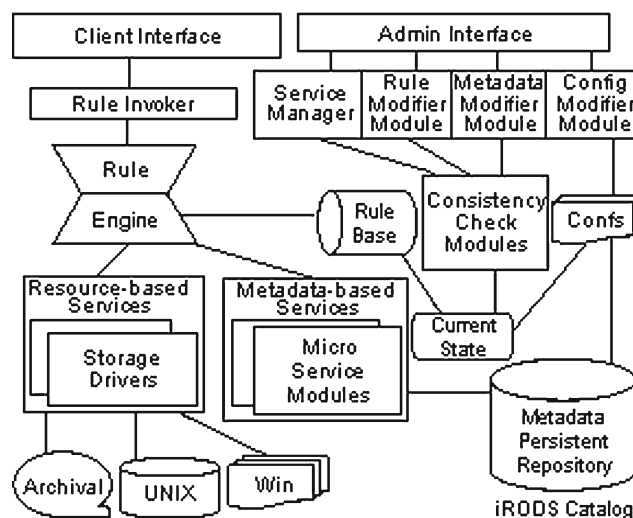 Client Interface
Admin Interface
Rule Invoker
Service
Manager
Rule
Modifier
Module
Metadata
Modifier
Module
Config
Modifier
Module
Rule
Engine
Rule
Base
Consistency
Check
Modules
Confs
Resource-based
Services
Storage
Drivers
Metadata-based
Services
Micro
Service
Modules
Current
State
Metadata
Persistent
Repository
Archival
UNIX
Win
iRODS Catalog